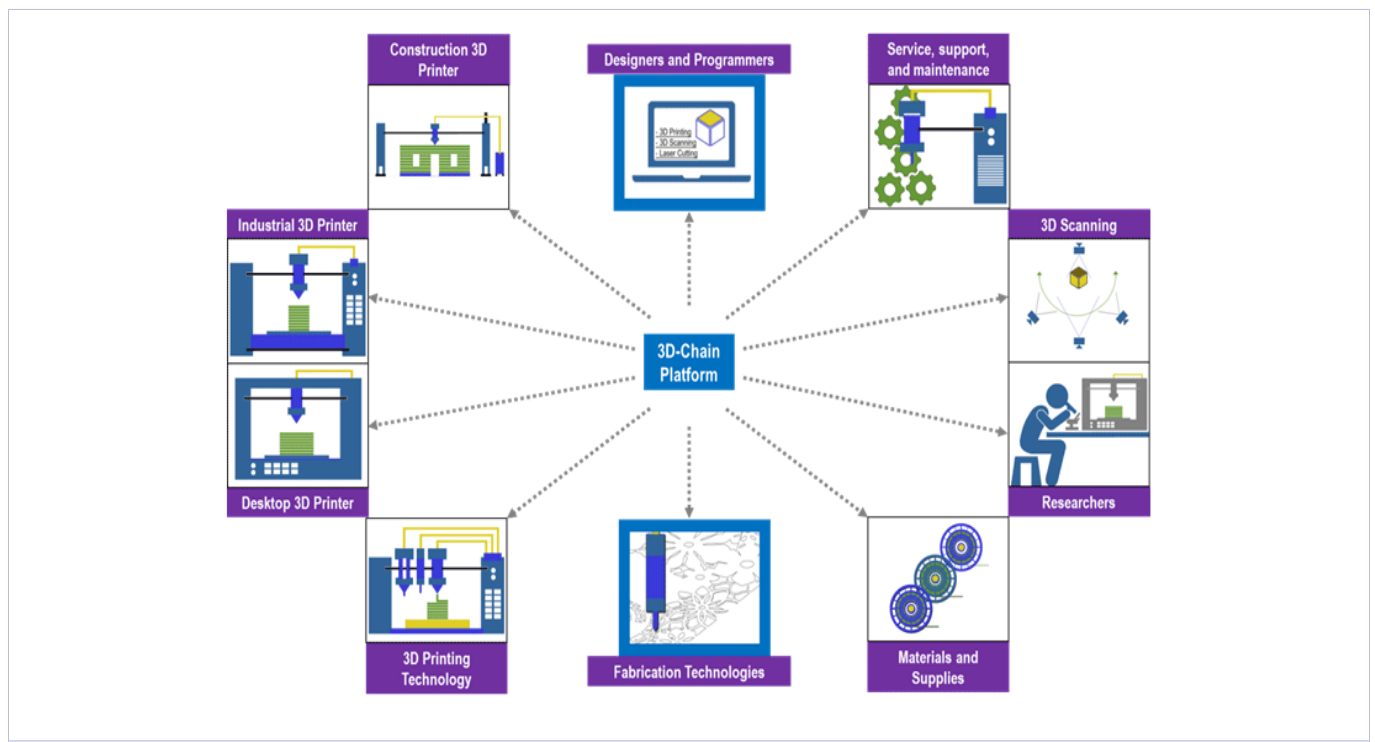 Construction 3D
Printer
Designers and Programmers
- 3D Printing
- 3D Scanning
- Laser Cutting
Service, support,
and maintenance
Industrial 3D Printer
3D Scanning
3D-Chain
Platform
Desktop 3D Printer
Researchers
3D Printing
Technology
Fabrication Technologies
Materials and
Supplies